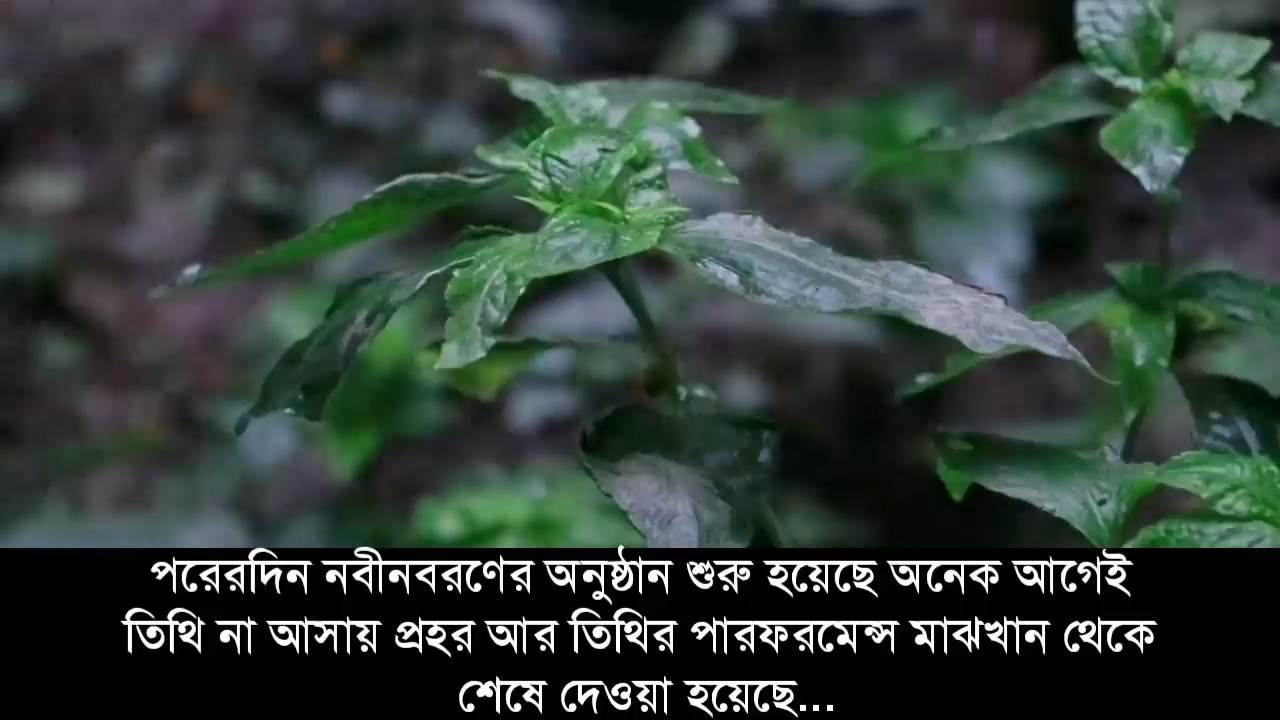 পরেরদিন নবীনবরণের অনুষ্ঠান শুরু হয়েছে অনেক আগেই
তিথি না আসায় প্রহর আর তিথির পারফরমেন্স মাঝখান থেকে
শেষে দেওয়া হয়েছে...